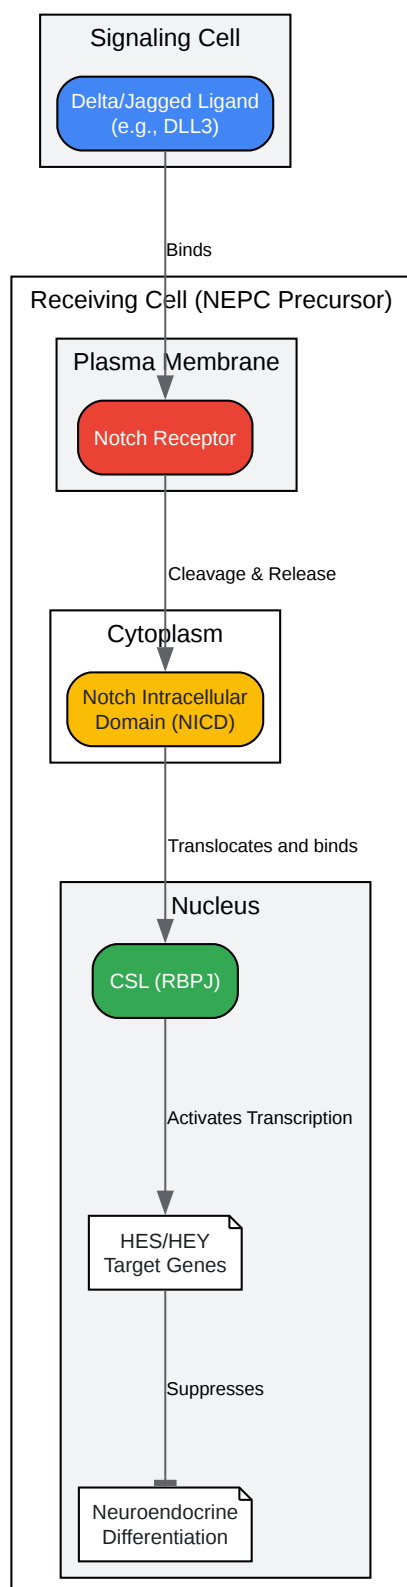 Signaling Cell
Delta/Jagged Ligand
(e.g., DLL3)
Binds
Receiving Cell (NEPC Precursor)
Plasma Membrane
Notch Receptor
Cleavage & Release
Cytoplasm
Notch Intracellular
Domain (NICD)
Translocates and binds
Nucleus
CSL (RBPJ)
Activates Transcription
HES/HEY
Target Genes
Suppresses
Neuroendocrine
Differentiation